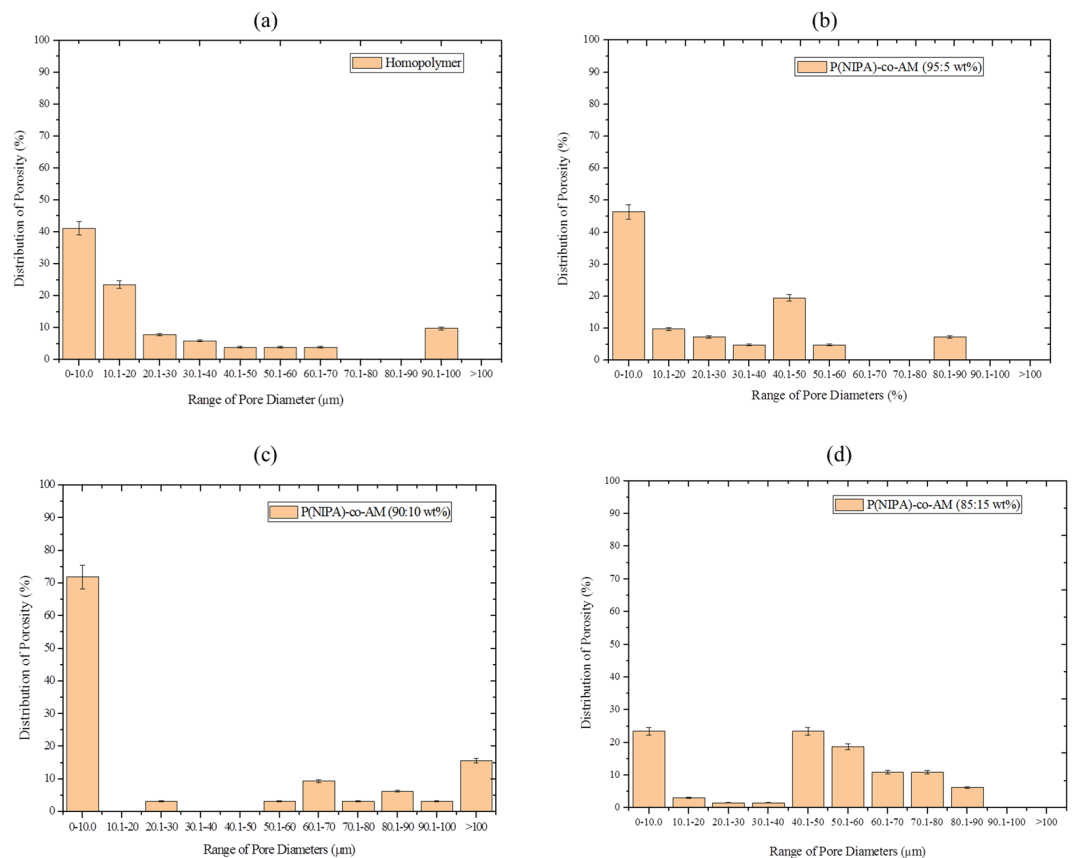 (a)
Homopolymer
Distribution of Porosity (%)
100
90
80
70
60
50
40
30
20
10
0
0-10.0 10.1-20 20.1-30 30.1-40 40.1-50 50.1-60 60.1-70 70.1-80 80.1-90 90.1-100 >100
Range of Pore Diameter (µm)
(b)
P(NIPA)-co-AM (95:5 wt%)
Distribution of Porosity (%)
100
90
80
70
60
50
40
30
20
10
0
0-10.0 10.1-20 20.1-30 30.1-40 40.1-50 50.1-60 60.1-70 70.1-80 80.1-90 90.1-100 >100
Range of Pore Diameters (%)
(c)
P(NIPA)-co-AM (90:10 wt%)
Distribution of Porosity (%)
100
90
80
70
60
50
40
30
20
10
0
0-10.0 10.1-20 20.1-30 30.1-40 40.1-50 50.1-60 60.1-70 70.1-80 80.1-90 90.1-100 >100
Range of Pore Diameters (µm)
(d)
P(NIPA)-co-AM (85:15 wt%)
Distribution of Porosity (%)
100
90
80
70
60
50
40
30
20
10
0
0-10.0 10.1-20 20.1-30 30.1-40 40.1-50 50.1-60 60.1-70 70.1-80 80.1-90 90.1-100 >100
Range of Pore Diameters (µm)